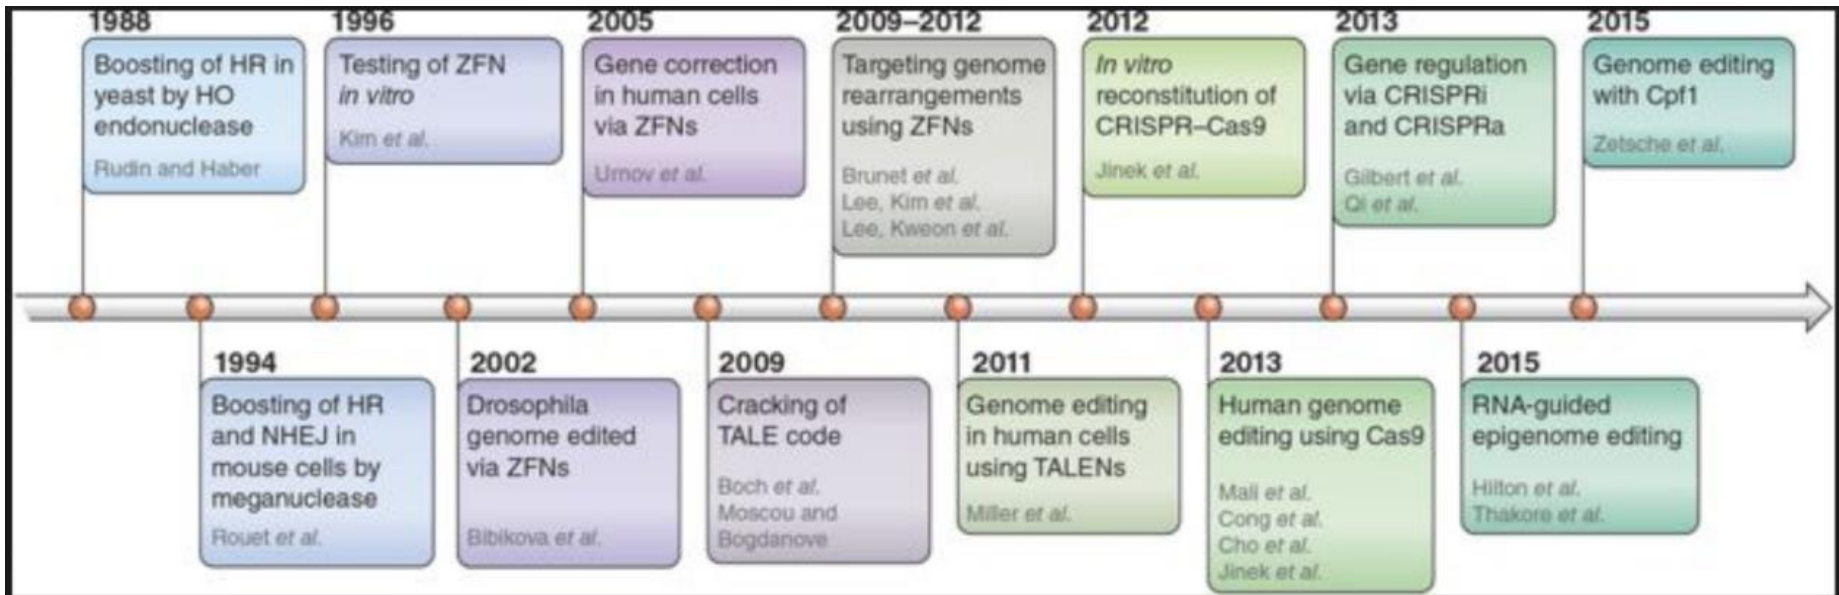 1988
Boosting of HR in
yeast by HO
endonuclease
Rudin and Haber
1996
Testing of ZFN
in vitro
Kim et al.
2005
Gene correction
in human cells
via ZFNs
Urnov et al.
2009–2012
Targeting genome
rearrangements
using ZFNs
Brunet et al.
Lee, Kim et al.
Lee, Kweon et al.
2012
In vitro
reconstitution of
CRISPR–Cas9
Jinek et al.
2013
Gene regulation
via CRISPRi
and CRISPRa
Gilbert et al.
Qi et al.
2015
Genome editing
with Cpf1
Zetsche et al.
1994
Boosting of HR
and NHEJ in
mouse cells by
meganuclease
Rouet et al.
2002
Drosophila
genome edited
via ZFNs
Bibikova et al.
2009
Cracking of
TALE code
Boch et al.
Moscou and
Bogdanove
2011
Genome editing
in human cells
using TALENs
Miller et al.
2013
Human genome
editing using Cas9
Mali et al.
Cong et al.
Cho et al.
Jinek et al.
2015
RNA-guided
epigenome editing
Hilton et al.
Thakore et al.